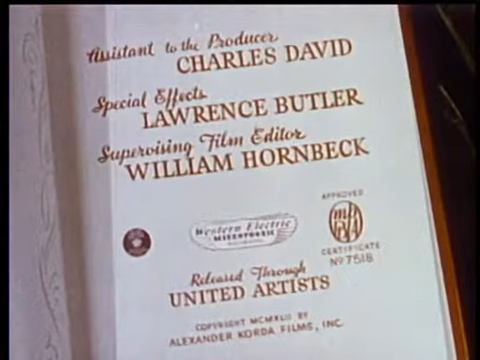 Assistant to the Producer
CHARLES DAVID
Special Effects
LAWRENCE BUTLER
Supervising Film Editor
WILLIAM HORNBECK
APPROVED
Western Electric
MICROPHONIC
CERTIFICATE
Nº 7518
Released Through
UNITED ARTISTS
COPYRIGHT MCMXLII BY
ALEXANDER KORDA FILMS, INC.